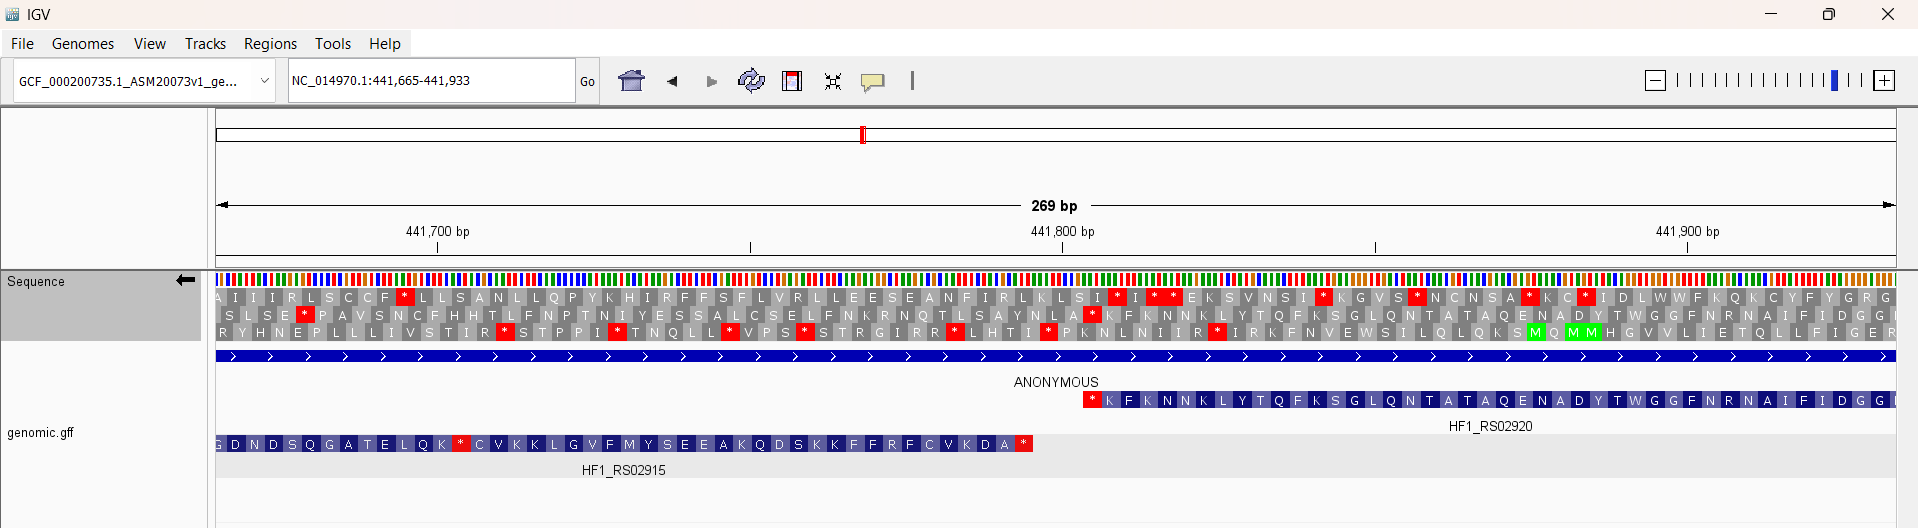 IGV
File Genomes View Tracks Regions Tools Help
GCF_000200735.1_ASM20073v1_ge... NC_014970.1:441,665-441,933 Go
269 bp
441,700 bp 441,800 bp 441,900 bp
Sequence
A I I I R L S C C F * L L S A N L L Q P Y K H I R F F S F L V R L L E E S E A N F I R L K L S I * I * * E K S V N S I * K G V S * N C N S A * K C * I D L W W F K Q K C Y F Y G R G
S L S E * P A V S N C F H H T L F N P T N I Y E S S A L C S E L F N K R N Q T L S A Y N L A * K F K N N K L Y T Q F K S G L Q N T A T A Q E N A D Y T W G G F N R N A I F I D G G I
R Y H N E P L L L I V S T I R * S T P P I * T N Q L L * V P S * S T R G I R R * L H T I * P K N L N I I R * I R K F N V E W S I L Q L Q K S M Q M M H G V V L I E T Q L L F I G E R
ANONYMOUS
* K F K N N K L Y T Q F K S G L Q N T A T A Q E N A D Y T W G G F N R N A I F I D G G I
HF1_RS02920
genomic.gff
G D N D S Q G A T E L Q K * C V K K L G V F M Y S E E A K Q D S K K F F R F C V K D A *
HF1_RS02915